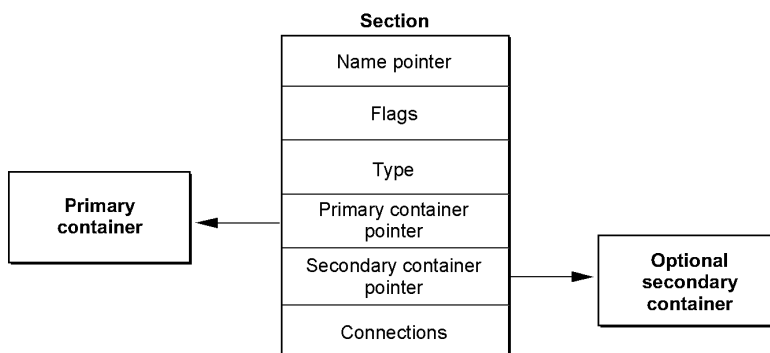 Section
Name pointer
Flags
Type
Primary container
pointer
Secondary container
pointer
Connections
Primary
container
Optional
secondary
container